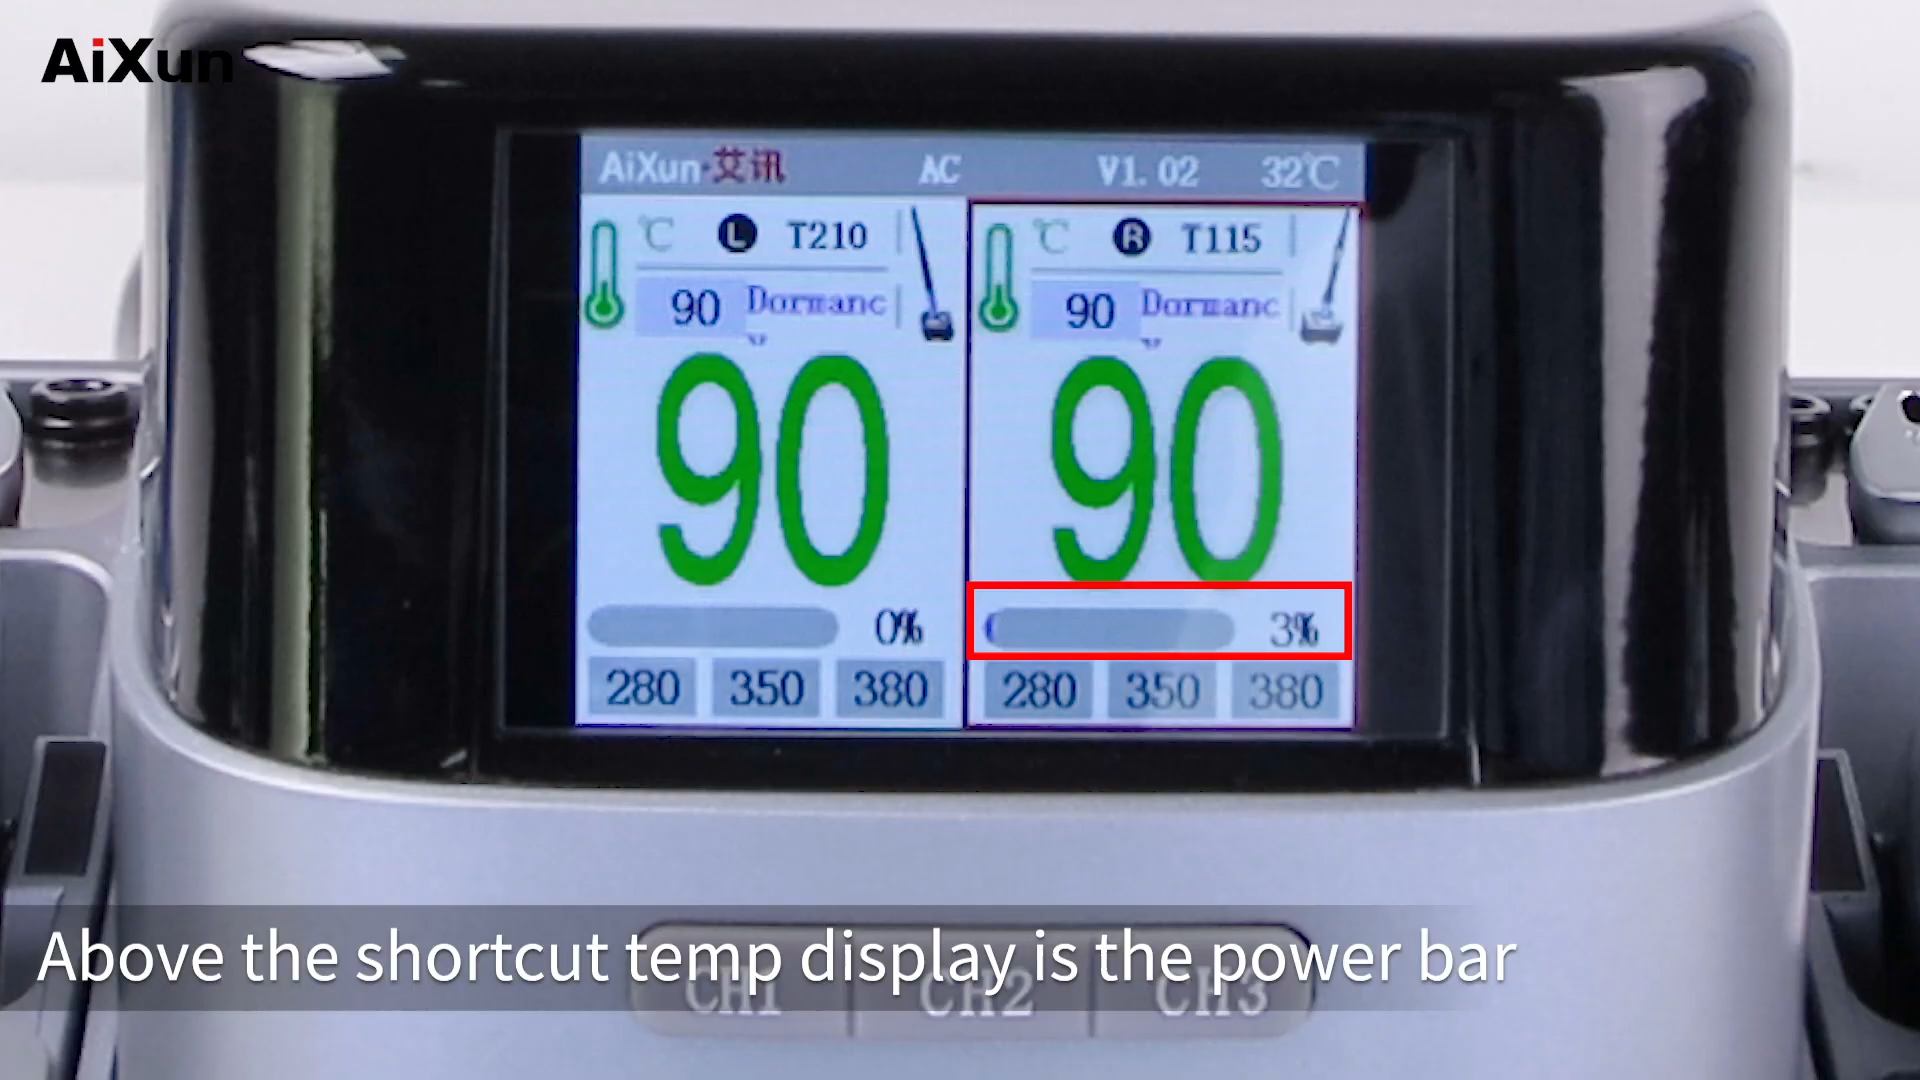 AiXun
AiXun·艾讯 AC V1.02 32℃
℃ L T210
90 Dormanc
y
90
0%
280 350 380
℃ R T115
90 Dormanc
y
90
3%
280 350 380
Above the shortcut temp display is the power bar
CH1 CH2 CH3